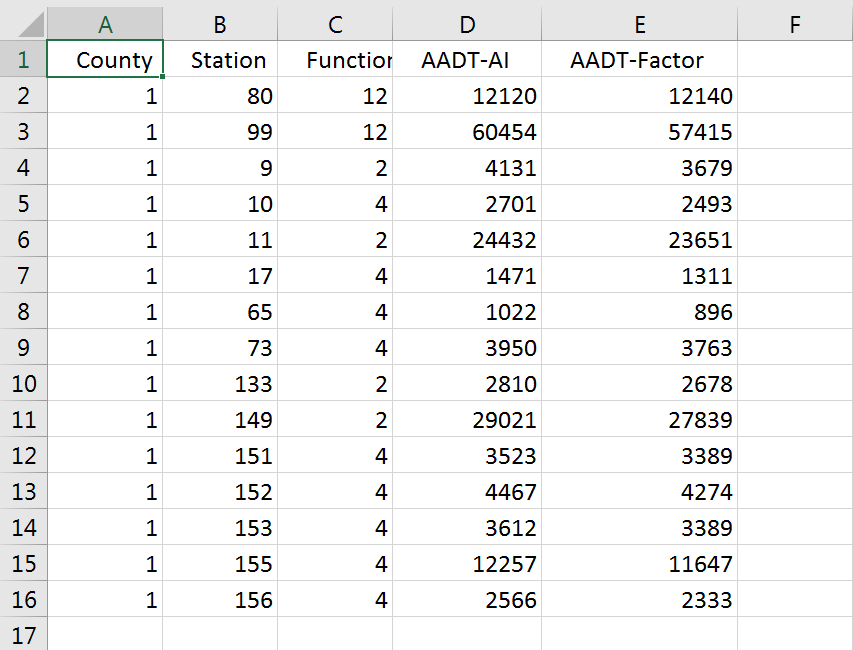 A B C D E F
1 County Station Function AADT-AI AADT-Factor
2 1 80 12 12120 12140
3 1 99 12 60454 57415
4 1 9 2 4131 3679
5 1 10 4 2701 2493
6 1 11 2 24432 23651
7 1 17 4 1471 1311
8 1 65 4 1022 896
9 1 73 4 3950 3763
10 1 133 2 2810 2678
11 1 149 2 29021 27839
12 1 151 4 3523 3389
13 1 152 4 4467 4274
14 1 153 4 3612 3389
15 1 155 4 12257 11647
16 1 156 4 2566 2333
17